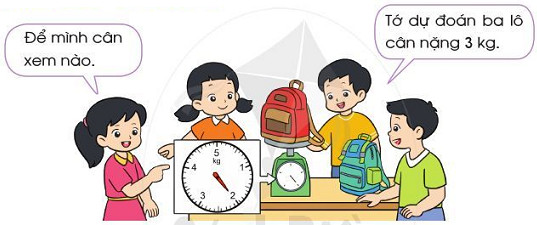 Để mình cân
xem nào.
Tớ dự đoán ba lô
cân nặng 3 kg.
5
kg
4 1
3 2